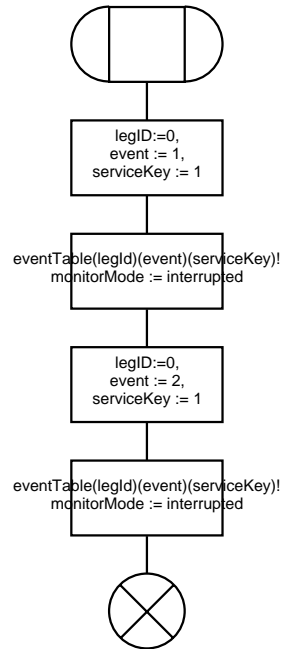 legID:=0,
event := 1,
serviceKey := 1
eventTable(legId)(event)(serviceKey)!
monitorMode := interrupted
legID:=0,
event := 2,
serviceKey := 1
eventTable(legId)(event)(serviceKey)!
monitorMode := interrupted